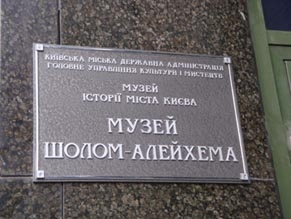 КИЇВСЬКА МІСЬКА ДЕРЖАВНА АДМІНІСТРАЦІЯ
ГОЛОВНЕ УПРАВЛІННЯ КУЛЬТУРИ І МИСТЕЦТВ
МУЗЕЙ
ІСТОРІЇ МІСТА КИЄВА
МУЗЕЙ
ШОЛОМ-АЛЕЙХЕМА